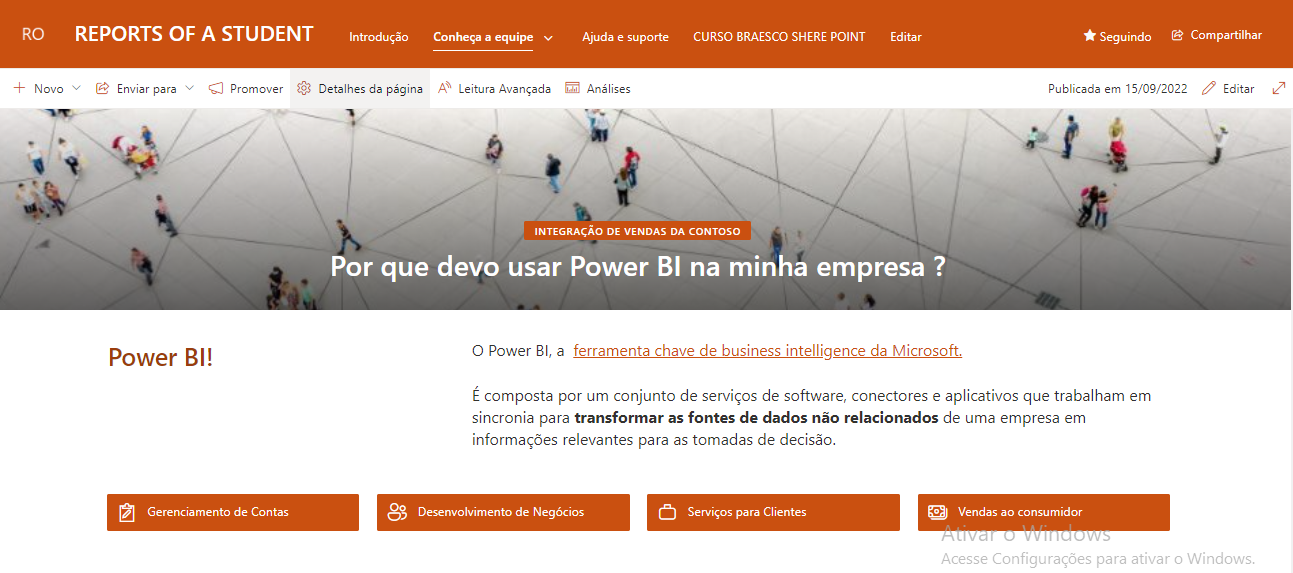 RO REPORTS OF A STUDENT Introdução Conheça a equipe Ajuda e suporte CURSO BRAESCO SHERE POINT Editar Seguindo Compartilhar
Novo Enviar para Promover Detalhes da página Leitura Avançada Análises Publicada em 15/09/2022 Editar
INTEGRAÇÃO DE VENDAS DA CONTOSO
Por que devo usar Power BI na minha empresa ?
Power BI!
O Power BI, a ferramenta chave de business intelligence da Microsoft.
É composta por um conjunto de serviços de software, conectores e aplicativos que trabalham em
sincronia para transformar as fontes de dados não relacionados de uma empresa em
informações relevantes para as tomadas de decisão.
Gerenciamento de Contas Desenvolvimento de Negócios Serviços para Clientes Vendas ao consumidor
Ativar o Windows
Acesse Configurações para ativar o Windows.